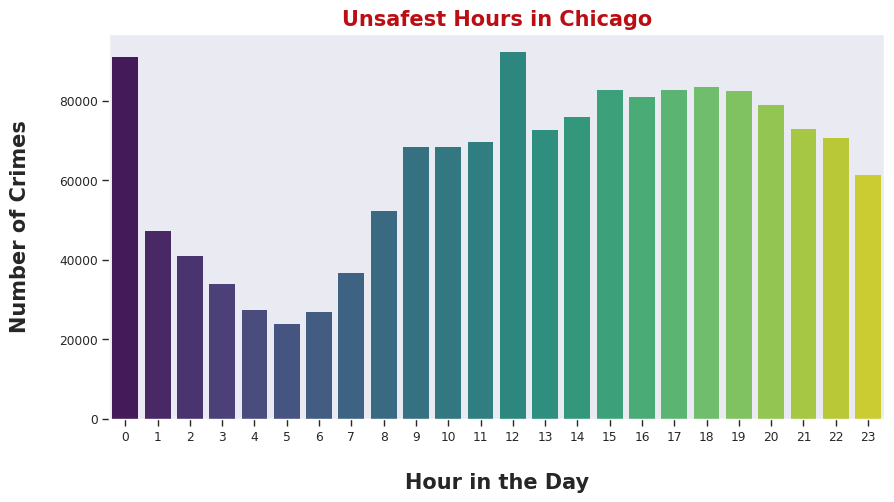 Unsafest Hours in Chicago
Number of Crimes
80000
60000
40000
20000
0
0 1 2 3 4 5 6 7 8 9 10 11 12 13 14 15 16 17 18 19 20 21 22 23
Hour in the Day